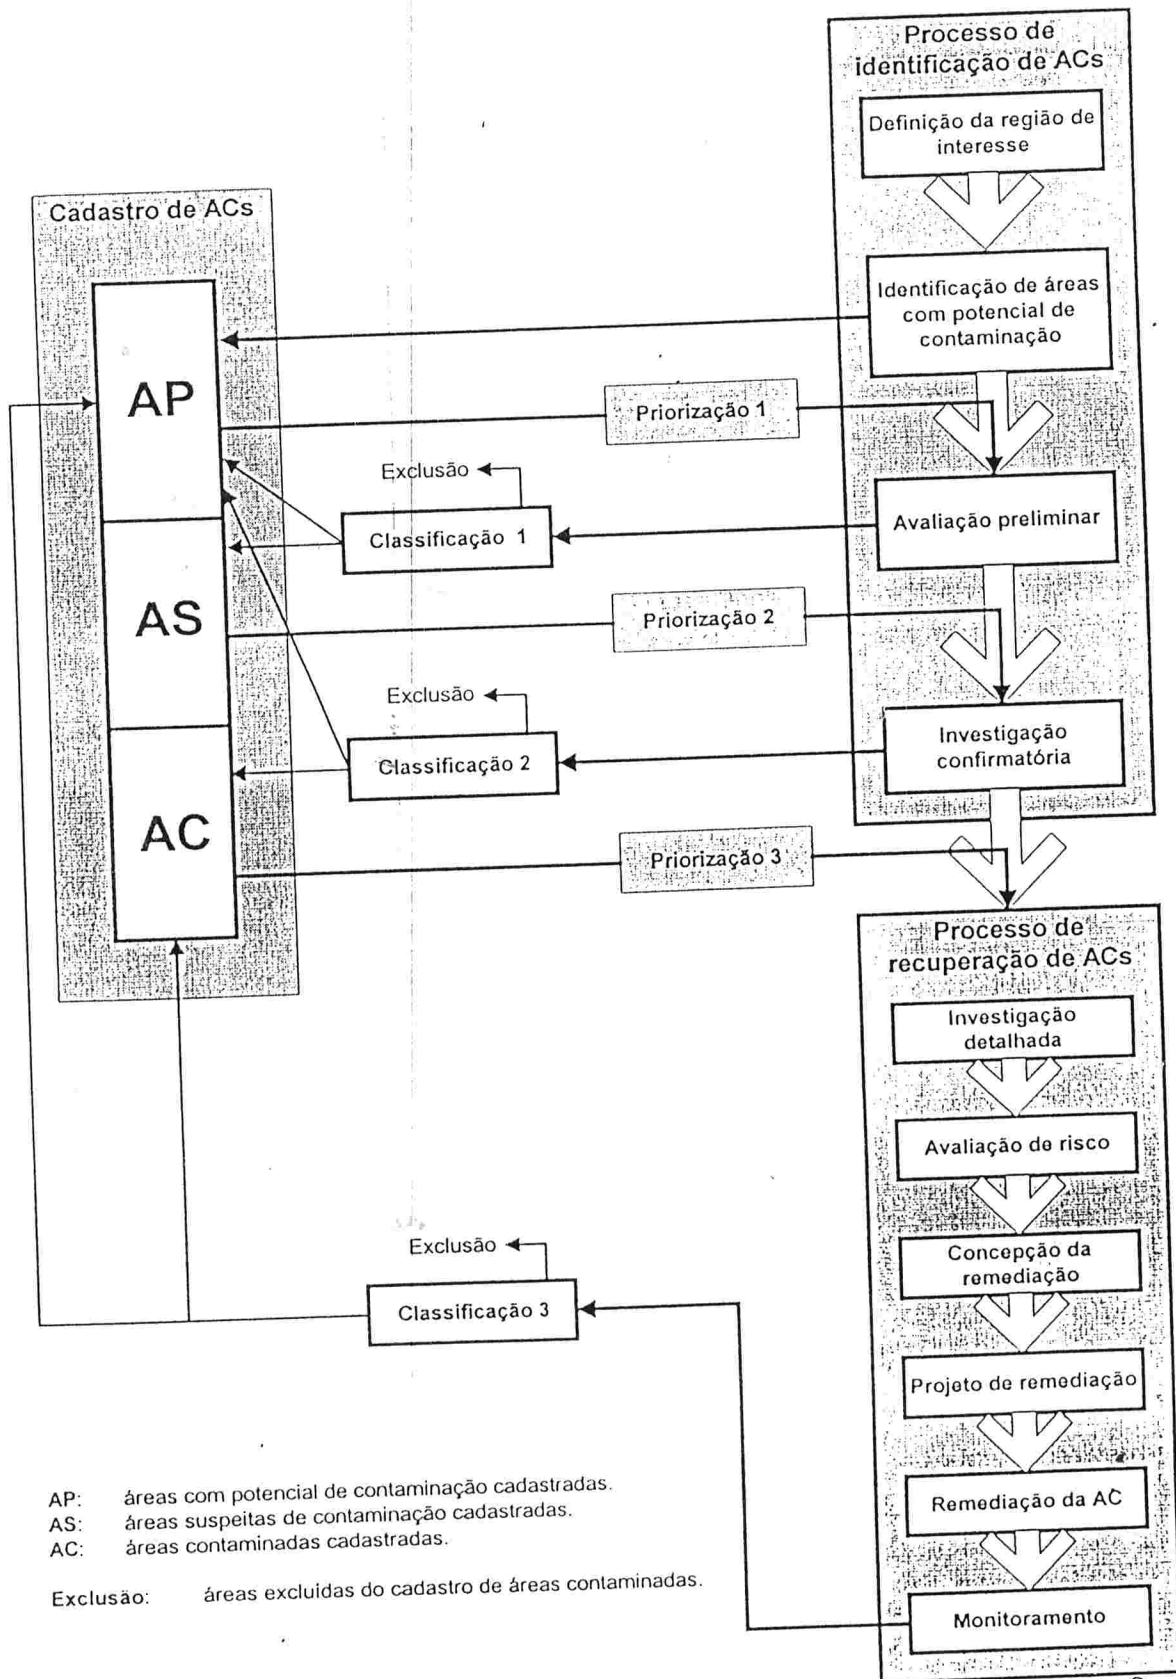 Processo de
identificação de ACs
Definição da região de
interesse
Cadastro de ACs
Identificação de áreas
com potencial de
contaminação
AP
Priorização 1
Exclusão
Classificação 1
Avaliação preliminar
AS
Priorização 2
Exclusão
Classificação 2
Investigação
confirmatória
AC
Priorização 3
Processo de
recuperação de ACs
Investigação
detalhada
Avaliação de risco
Exclusão
Concepção da
remediação
Classificação 3
Projeto de remediação
Remediação da AC
Monitoramento
AP: áreas com potencial de contaminação cadastradas.
AS: áreas suspeitas de contaminação cadastradas.
AC: áreas contaminadas cadastradas.
Exclusão: áreas excluidas do cadastro de áreas contaminadas.